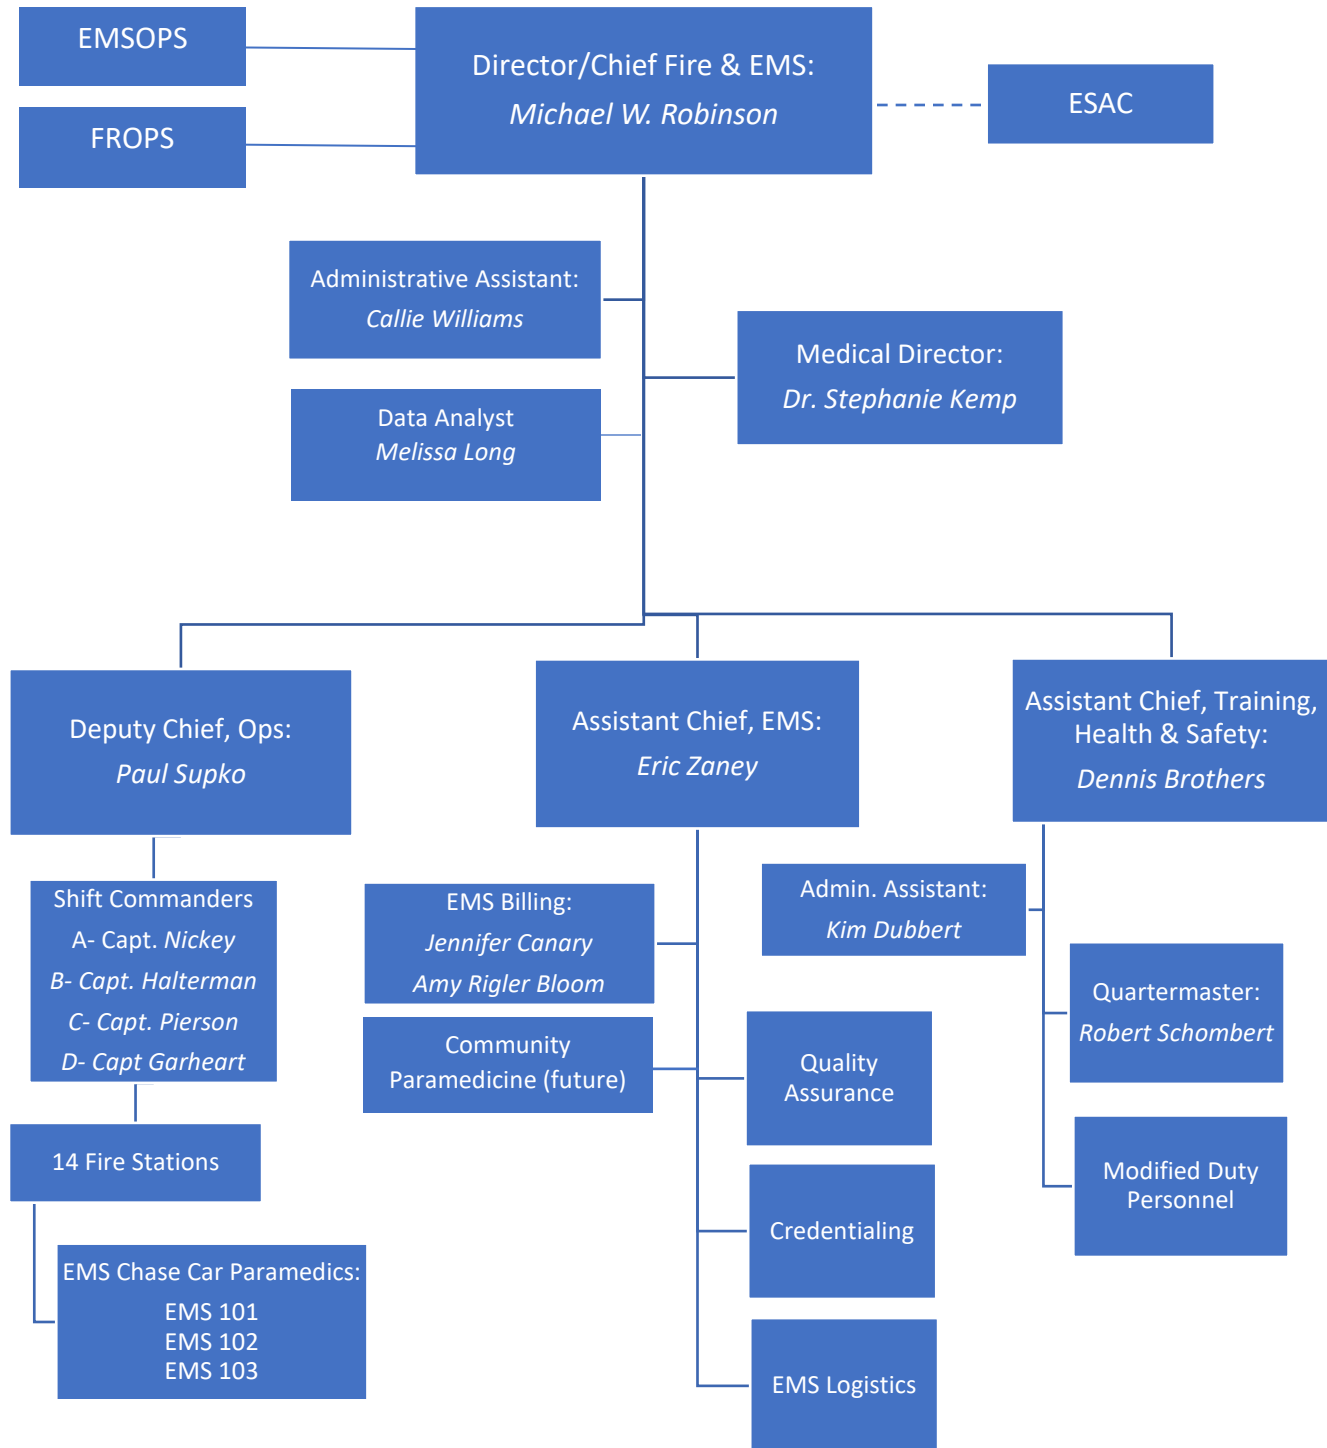 EMSOPS
Director/Chief Fire & EMS:
Michael W. Robinson
ESAC
FROPS
Administrative Assistant:
Callie Williams
Medical Director:
Dr. Stephanie Kemp
Data Analyst
Melissa Long
Deputy Chief, Ops:
Paul Supko
Assistant Chief, EMS:
Eric Zaney
Assistant Chief, Training,
Health & Safety:
Dennis Brothers
Shift Commanders
A- Capt. Nickey
B- Capt. Halterman
C- Capt. Pierson
D- Capt Garheart
EMS Billing:
Jennifer Canary
Amy Rigler Bloom
Admin. Assistant:
Kim Dubbert
Quartermaster:
Robert Schombert
Community
Paramedicine (future)
Quality
Assurance
14 Fire Stations
Modified Duty
Personnel
Credentialing
EMS Chase Car Paramedics:
EMS 101
EMS 102
EMS 103
EMS Logistics